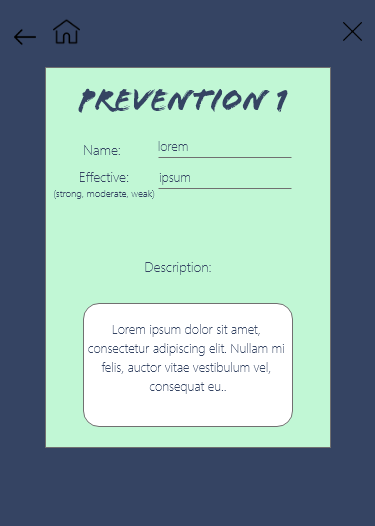 PREVENTION 1
Name: lorem
Effective: ipsum
(strong, moderate, weak)
Description:
Lorem ipsum dolor sit amet,
consectetur adipiscing elit. Nullam mi
felis, auctor vitae vestibulum vel,
consequat eu..